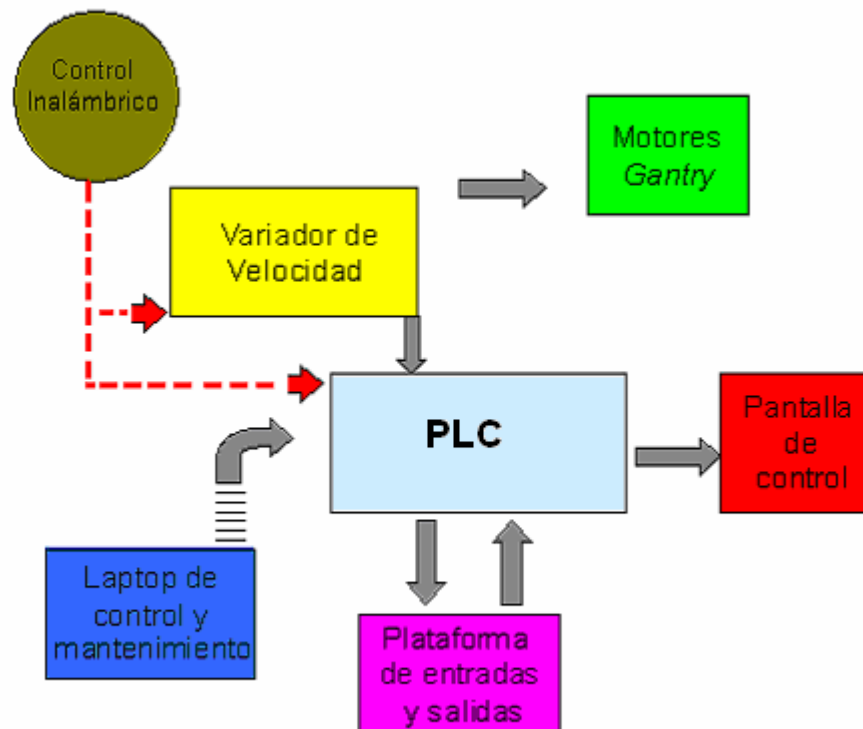 Control
Inalámbrico
Motores
Gantry
Variador de
Velocidad
PLC
Pantalla
de
control
Laptop de
control y
mantenimiento
Plataforma
de entradas
y salidas